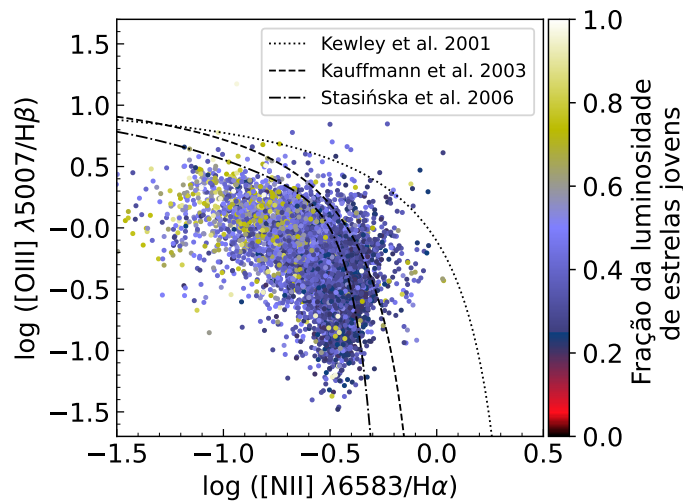 Kewley et al. 2001
Kauffmann et al. 2003
Stasińska et al. 2006
log ([OIII] λ5007/Hβ)
1.5
1.0
0.5
−0.0
−0.5
−1.0
−1.5
−1.5
−1.0
−0.5
0.0
0.5
log ([NII] λ6583/Hα)
1.0
0.8
0.6
0.4
0.2
0.0
Fração da luminosidade
de estrelas jovens